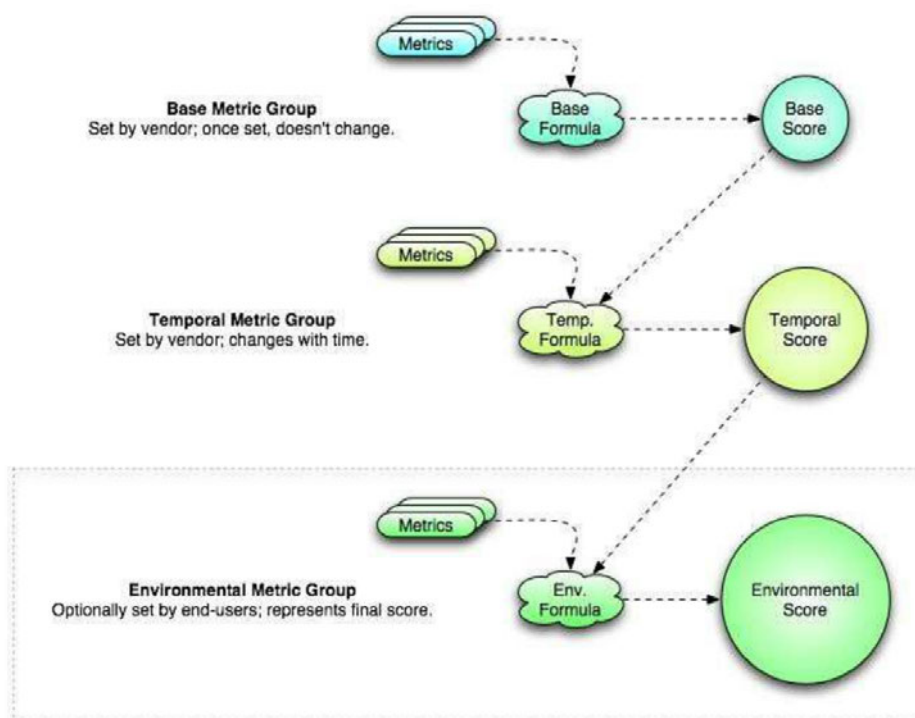 Metrics
Base Metric Group
Set by vendor; once set, doesn't change.
Base
Formula
Base
Score
Metrics
Temporal Metric Group
Set by vendor; changes with time.
Temp.
Formula
Temporal
Score
Metrics
Environmental Metric Group
Optionally set by end-users; represents final score.
Env.
Formula
Environmental
Score